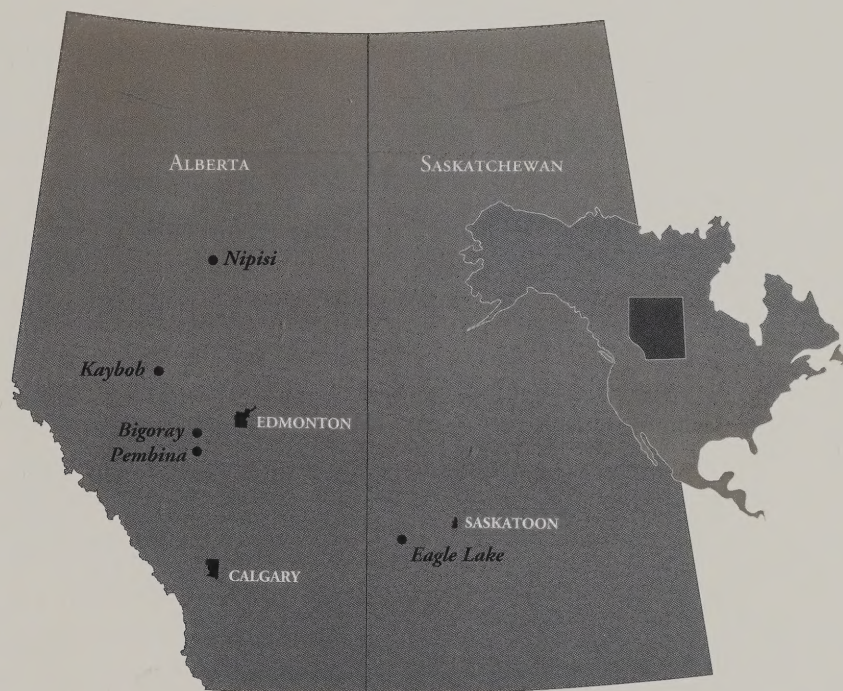 ALBERTA
SASKATCHEWAN
Nipisi
Kaybob
EDMONTON
Bigoray
Pembina
SASKATOON
Eagle Lake
CALGARY